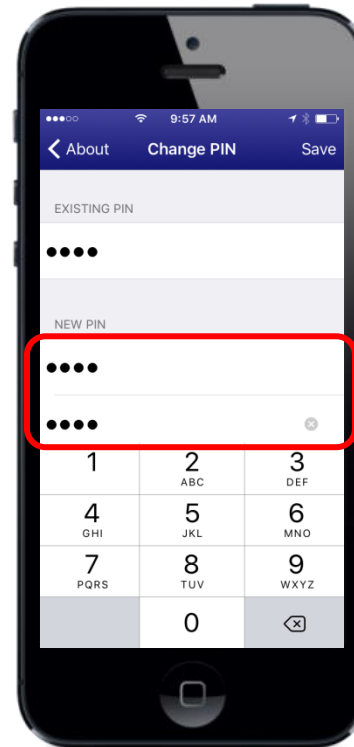 9:57 AM
About Change PIN Save
EXISTING PIN
••••
NEW PIN
••••
••••
1 2 3
ABC DEF
4 5 6
GHI JKL MNO
7 8 9
PQRS TUV WXYZ
0